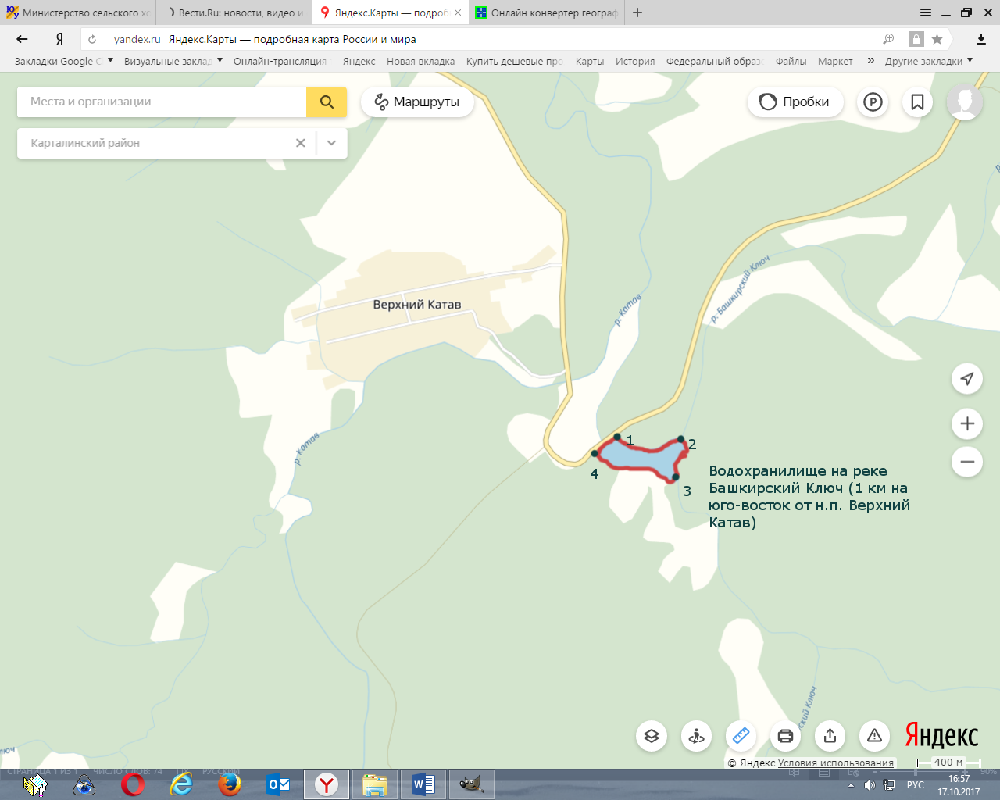 Министерство сельского хо
Вести.Ru: новости, видео и
Яндекс.Карты — подроб
Онлайн конвертер географ
Я
yandex.ru Яндекс.Карты — подробная карта России и мира
Закладки Google С
Визуальные заклад
Онлайн-трансляция
Яндекс
Новая вкладка
Купить дешевые про
Карты
История
Федеральный образо
Файлы
Маркет
»
Другие закладки
Места и организации
Маршруты
Пробки
P
Карталинский район
р. Башкирский Ключ
Верхний Катав
р. Катав
р. Катав
1
2
3
4
Водохранилище на реке
Башкирский Ключ (1 км на
юго-восток от н.п. Верхний
Катав)
ский Ключ
Яндекс
© Яндекс Условия использования
400 м
СТРАНИЦА 1 ИЗ 1 ЧИСЛО СЛОВ: 74 РУССКИЙ
90%
РУС
16:57
17.10.2017